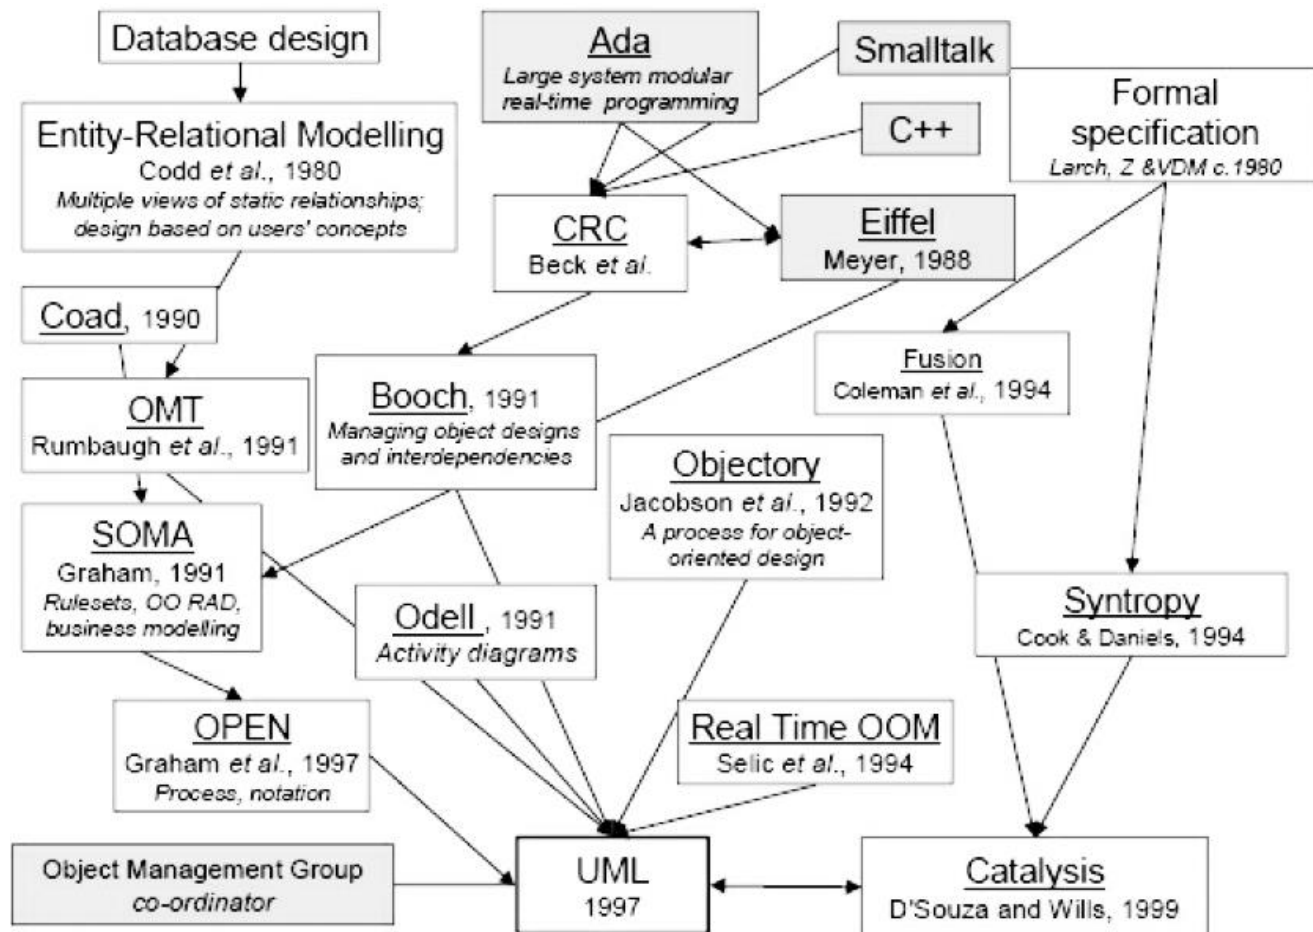 Database design
Entity-Relational Modelling
Codd et al., 1980
Multiple views of static relationships;
design based on users' concepts
Ada
Large system modular
real-time programming
Smalltalk
C++
Formal
specification
Larch, Z &VDM c.1980
CRC
Beck et al.
Eiffel
Meyer, 1988
Coad, 1990
OMT
Rumbaugh et al., 1991
Booch, 1991
Managing object designs
and interdependencies
Fusion
Coleman et al., 1994
Objectory
Jacobson et al., 1992
A process for object-
oriented design
SOMA
Graham, 1991
Rulesets, OO RAD,
business modelling
Odell , 1991
Activity diagrams
Syntropy
Cook & Daniels, 1994
OPEN
Graham et al., 1997
Process, notation
Real Time OOM
Selic et al., 1994
Object Management Group
co-ordinator
UML
1997
Catalysis
D'Souza and Wills, 1999